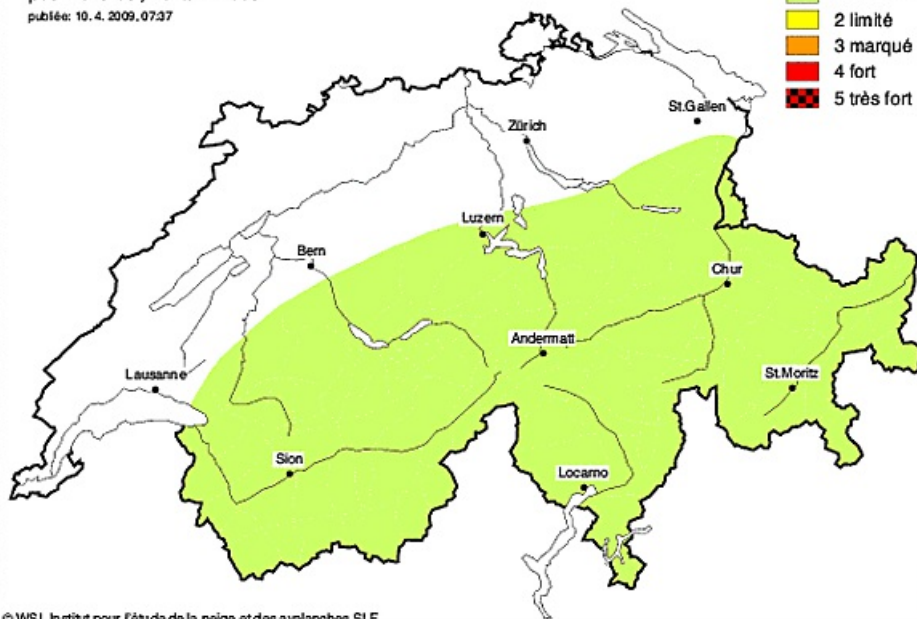 publiée: 10. 4. 2009, 07:37
2 limité
3 marqué
4 fort
5 très fort
St.Gallen
Zürich
Luzern
Bern
Chur
Andermatt
Lausanne
St.Moritz
Sion
Locarno
© WSL Institut pour l'étude de la neige et des avalanches SLF